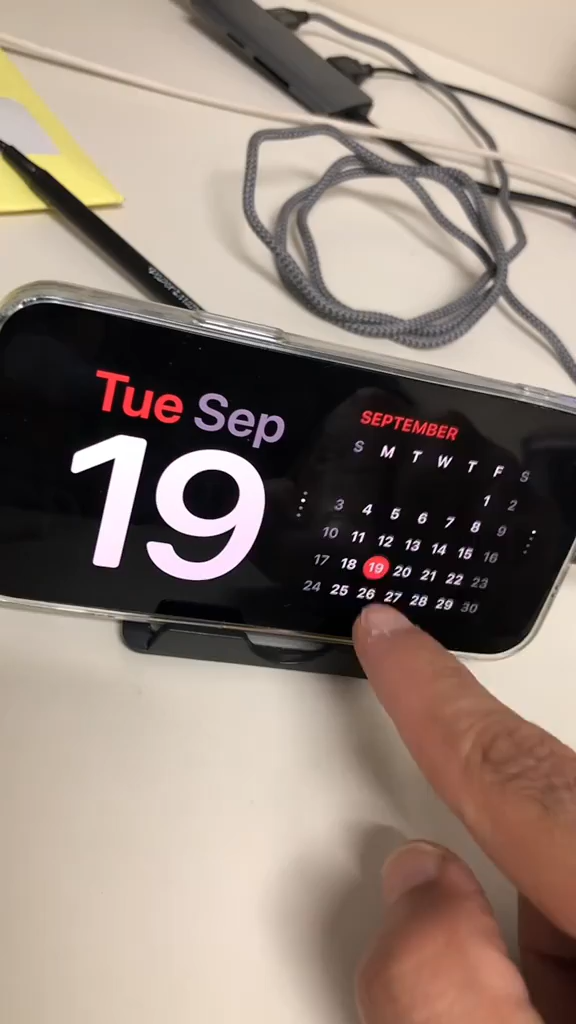 Tue Sep
19
SEPTEMBER
S M T W T F S
1 2
3 4 5 6 7 8 9
10 11 12 13 14 15 16
17 18 19 20 21 22 23
24 25 26 27 28 29 30